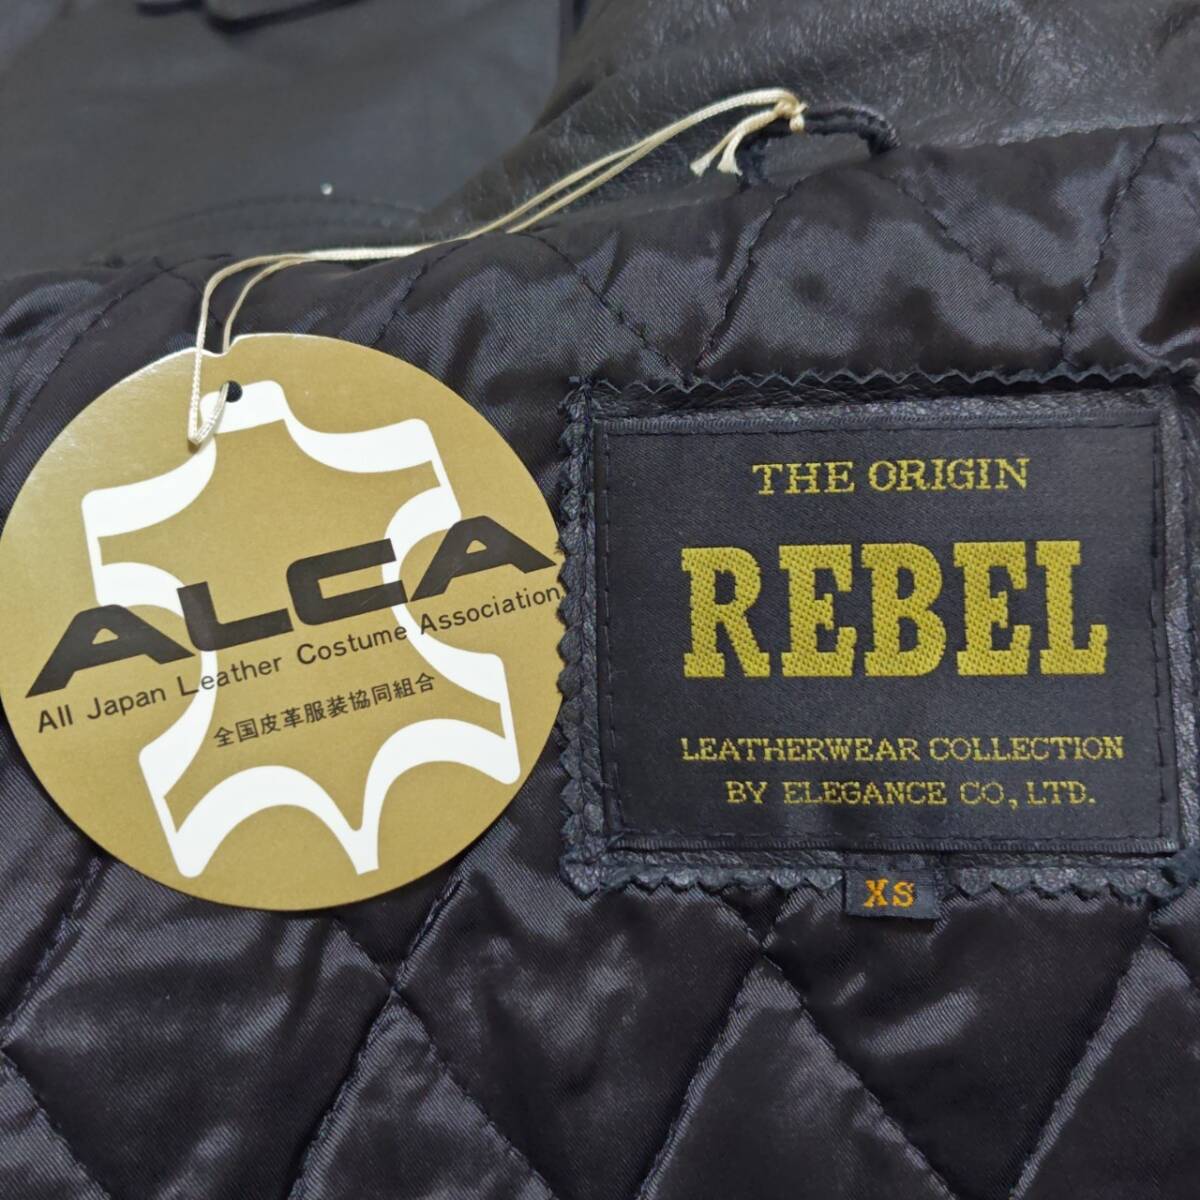 ALCA
All Japan Leather Costume Association
全国皮革服装協同組合
THE ORIGIN
REBEL
LEATHERWEAR COLLECTION
BY ELEGANCE CO, LTD.
XS